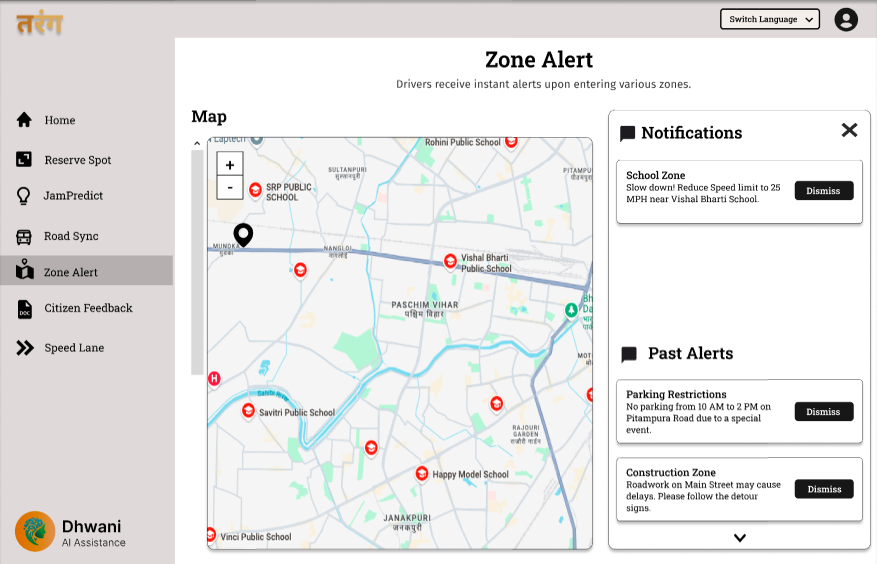 तरंग
Switch Language
Zone Alert
Drivers receive instant alerts upon entering various zones.
Home
Reserve Spot
JamPredict
Road Sync
Zone Alert
Citizen Feedback
DOC
Speed Lane
Dhwani
AI Assistance
Map
+
-
Laptech
Rohini Public School
SULTANPURI
सुल्तानपुरी
PITAMPU
SRP PUBLIC
SCHOOL
MUNDKA
मुंडका
NANGLOI
नांगलोई
Vishal Bharti
Public School
PASCHIM VIHAR
पश्चिम विहार
Bh
Da
MOT
H
Savitri Public School
RAJOURI
GARDEN
राजौरी गार्डन
Happy Model School
JANAKPURI
जनकपुरी
Vinci Public School
Notifications
School Zone
Slow down! Reduce Speed limit to 25
MPH near Vishal Bharti School.
Dismiss
Past Alerts
Parking Restrictions
No parking from 10 AM to 2 PM on
Pitampura Road due to a special
event.
Dismiss
Construction Zone
Roadwork on Main Street may cause
delays. Please follow the detour
signs.
Dismiss